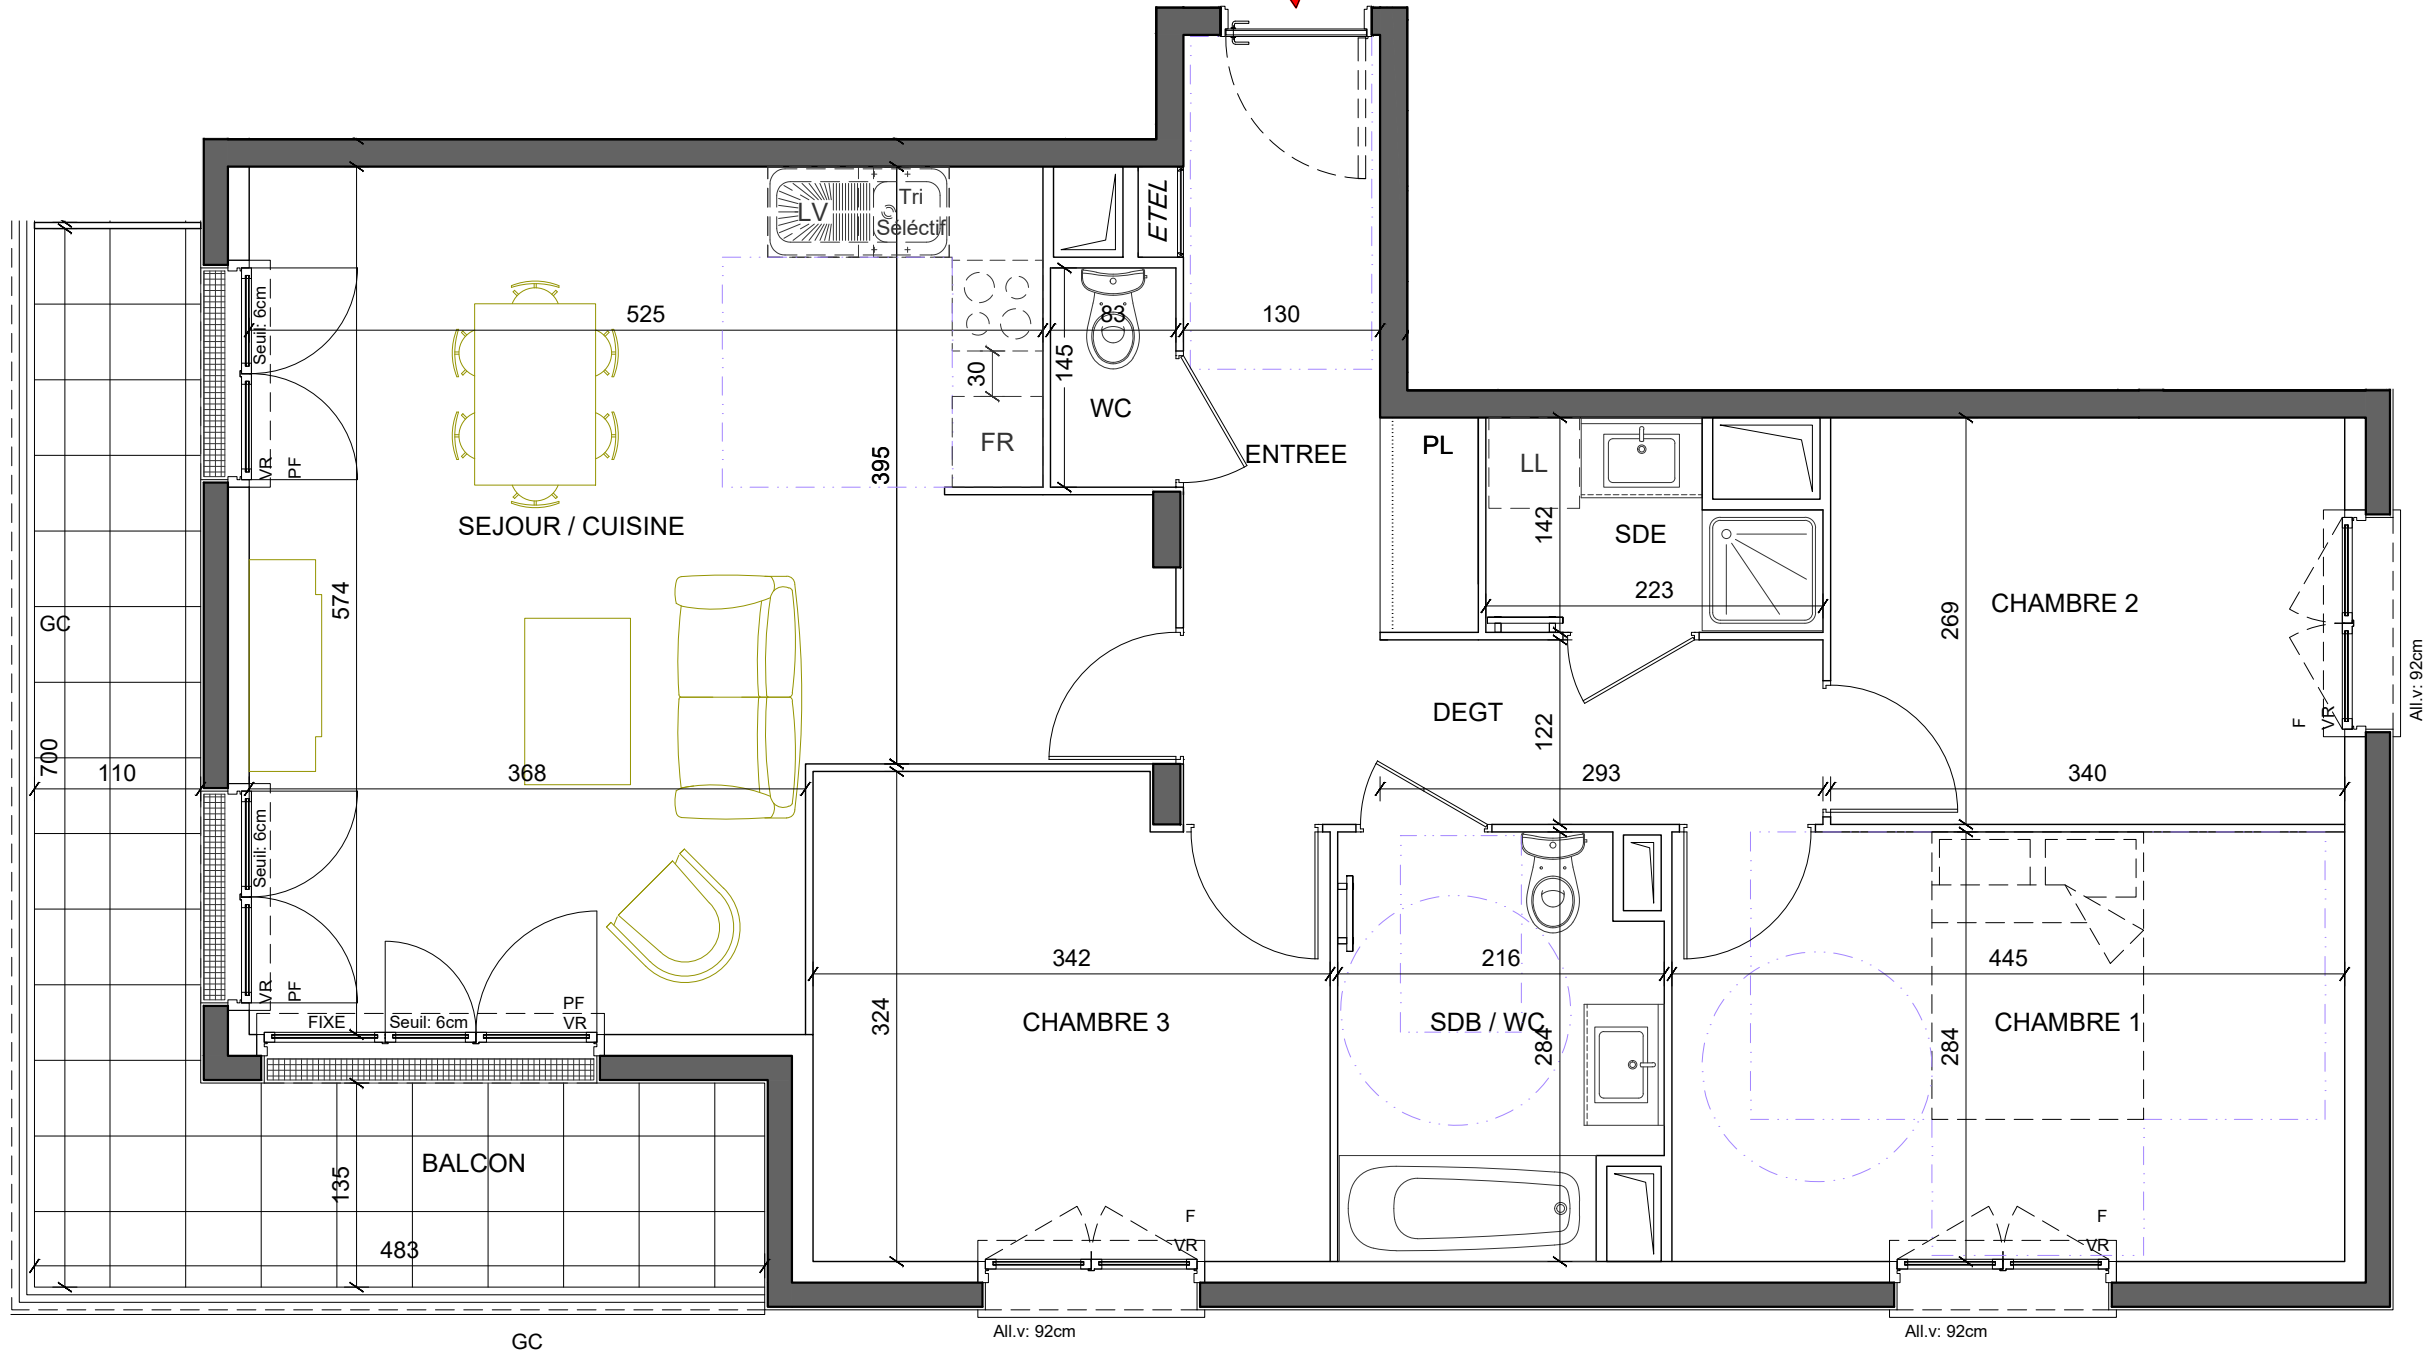 LV
Tri
Séléctif
ETEL
Seuil: 6cm
525
83
130
145
30
WC
FR
395
ENTREE
PL
LL
142
SDE
223
VR
PF
SEJOUR / CUISINE
574
GC
700
110
368
CHAMBRE 2
269
F
VR
All.v: 92cm
DEGT
122
293
340
Seuil: 6cm
VR
PF
FIXE
Seuil: 6cm
PF
VR
342
324
CHAMBRE 3
216
SDB / WC
284
445
CHAMBRE 1
284
BALCON
135
483
F
VR
F
VR
GC
All.v: 92cm
All.v: 92cm